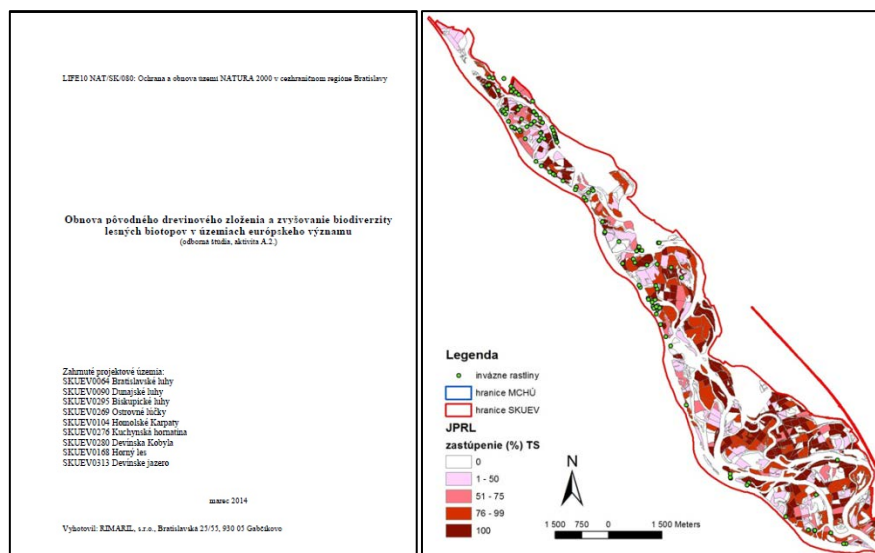 LIFE10 NAT/SK/080: Ochrana a obnova území NATURA 2000 v cezhraničnom regióne Bratislavy
Obnova pôvodného drevinového zloženia a zvyšovanie biodiverzity
lesných biotopov v územiach európskeho významu
(odborná štúdia, aktivita A.2.)
Zahrnuté projektové územia:
SKUEV0064 Bratislavské luhy
SKUEV0090 Dunajské luhy
SKUEV0295 Biskupické luhy
SKUEV0269 Ostrovné lúčky
SKUEV0104 Homolské Karpaty
SKUEV0276 Kuchynská hornatina
SKUEV0280 Devínska Kobyla
SKUEV0168 Horný les
SKUEV0313 Devínske jazero
marec 2014
Vyhotovil: RIMARIL, s.r.o., Bratislavská 25/55, 930 05 Gabčíkovo
Legenda
invázne rastliny
hranice MCHÚ
hranice SKUEV
JPRL
zastúpenie (%) TS
0
1 - 50
51 - 75
76 - 99
100
N
1 500 750 0 1 500 Meters